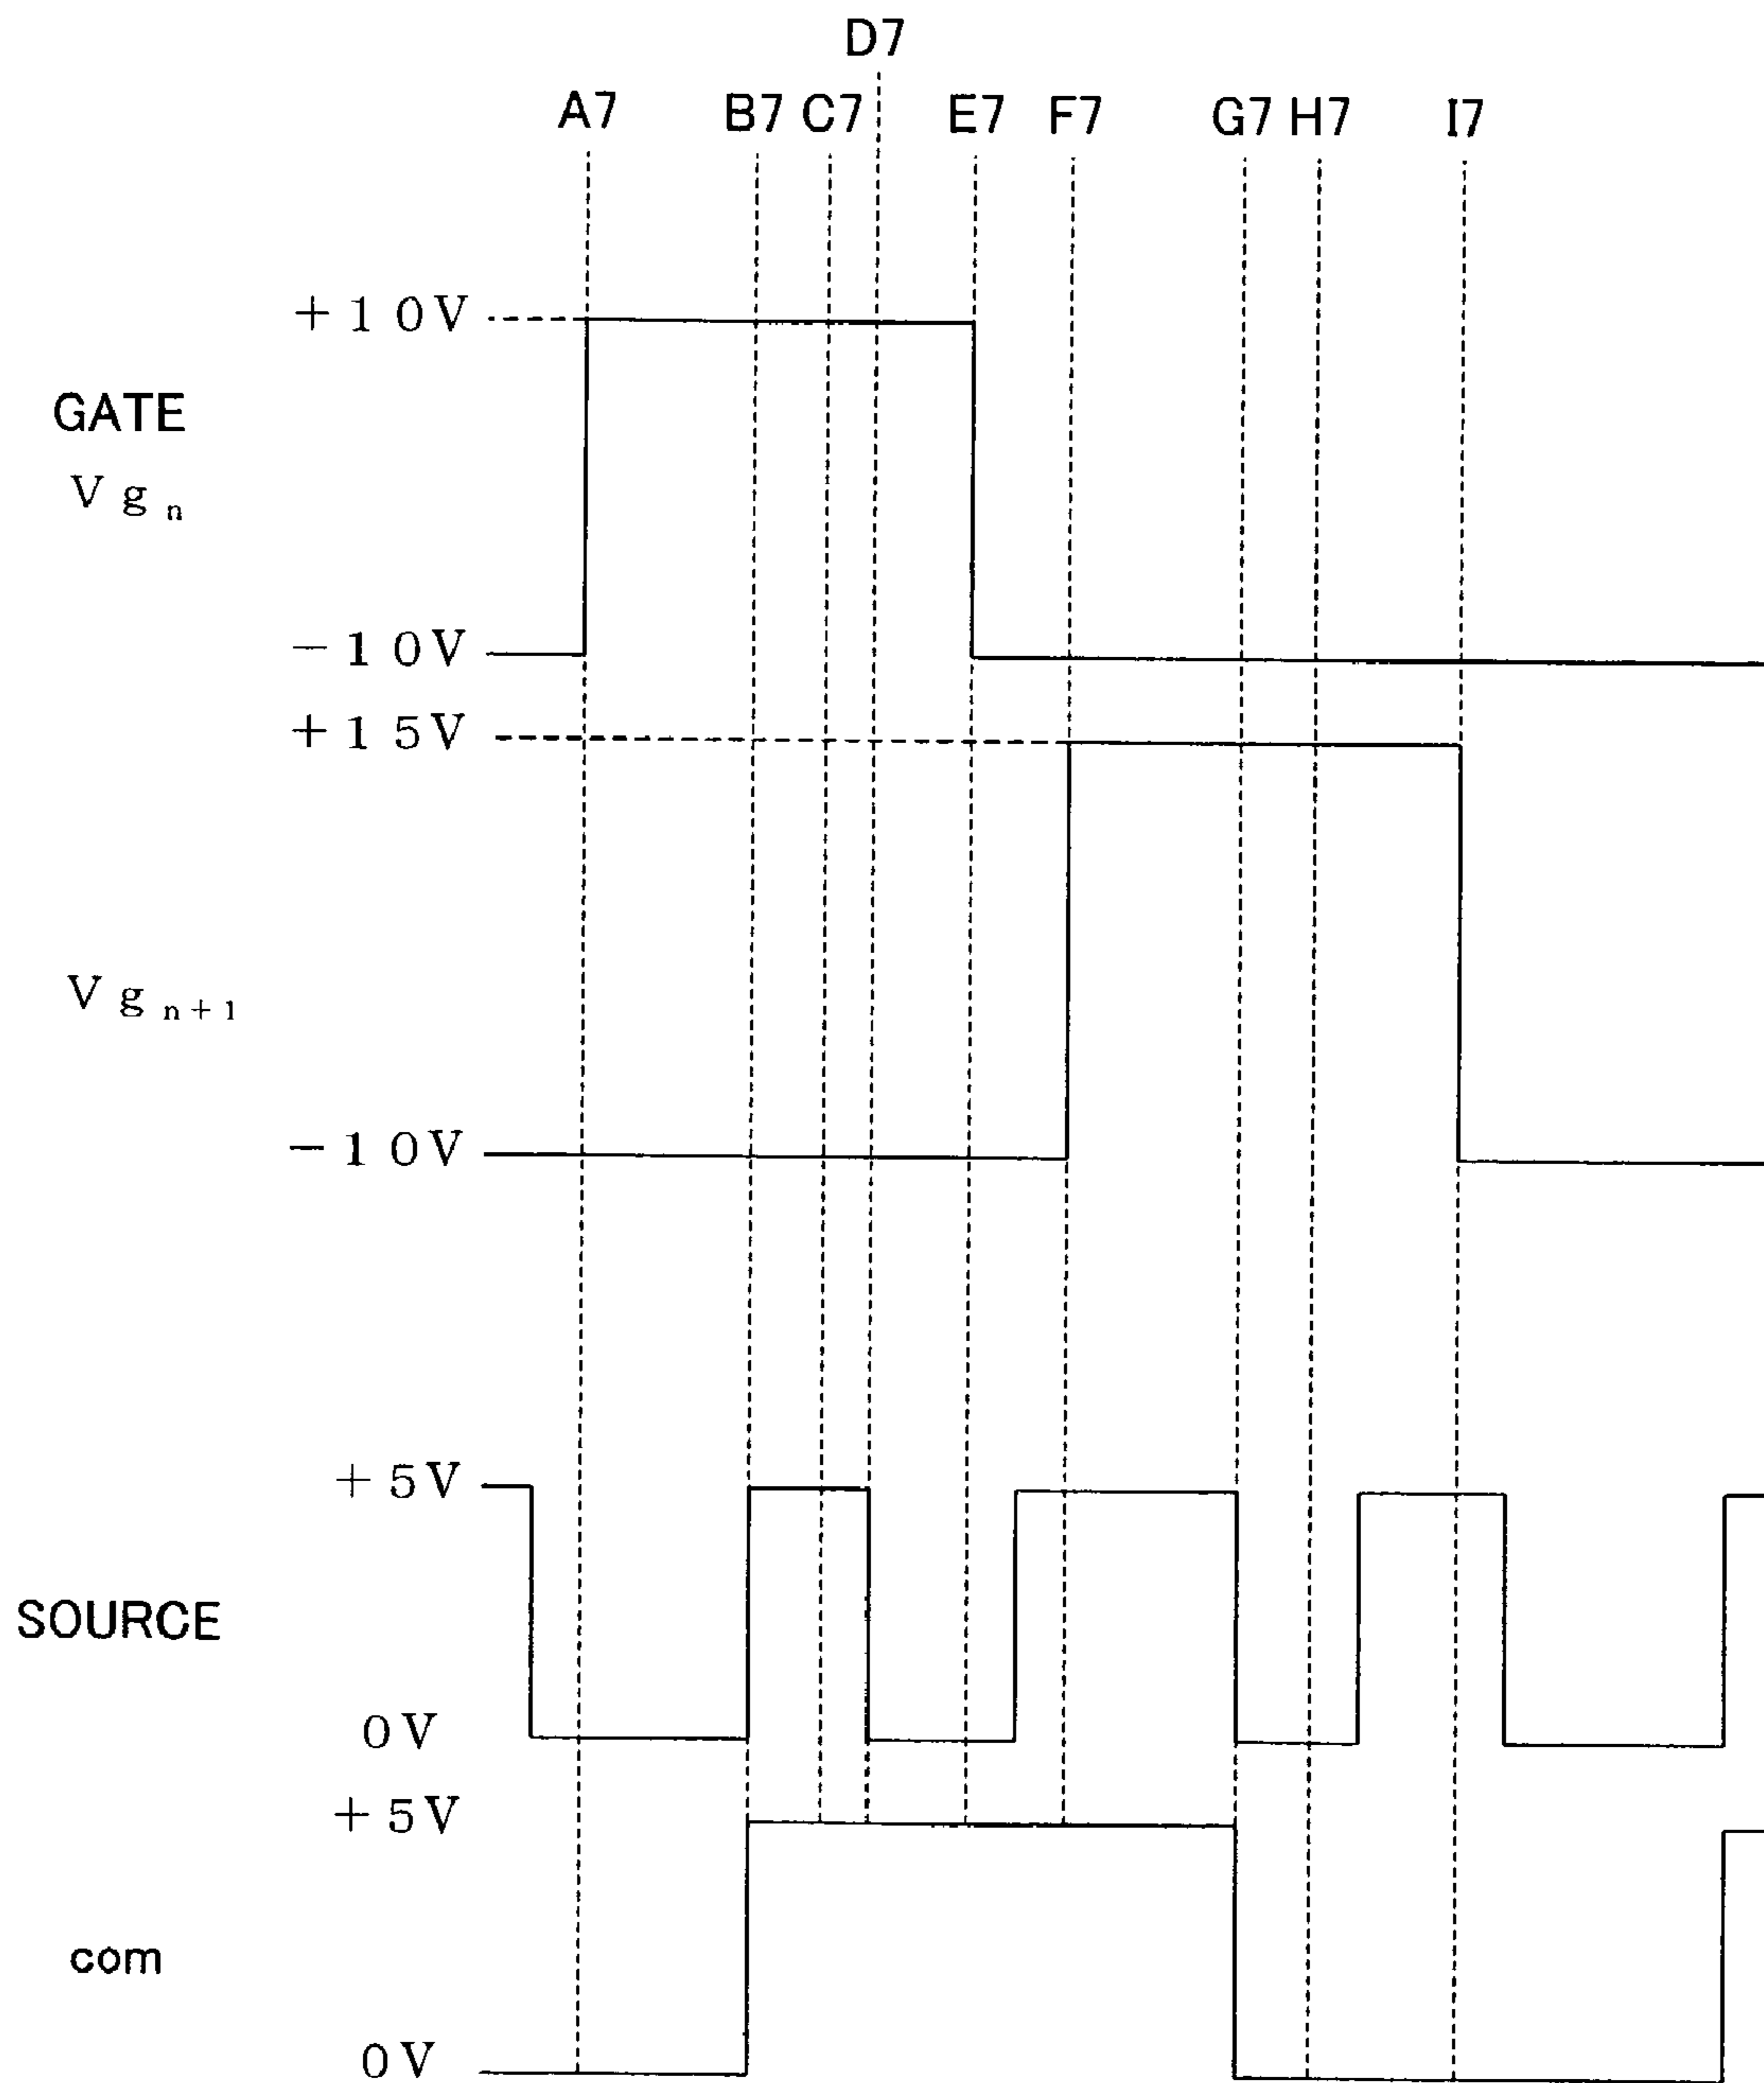 D7
A7 B7 C7 E7 F7 G7 H7 I7
+10V
GATE
Vgn
-10V
+15V
Vgn+1
-10V
+5V
SOURCE
0V
+5V
com
0V